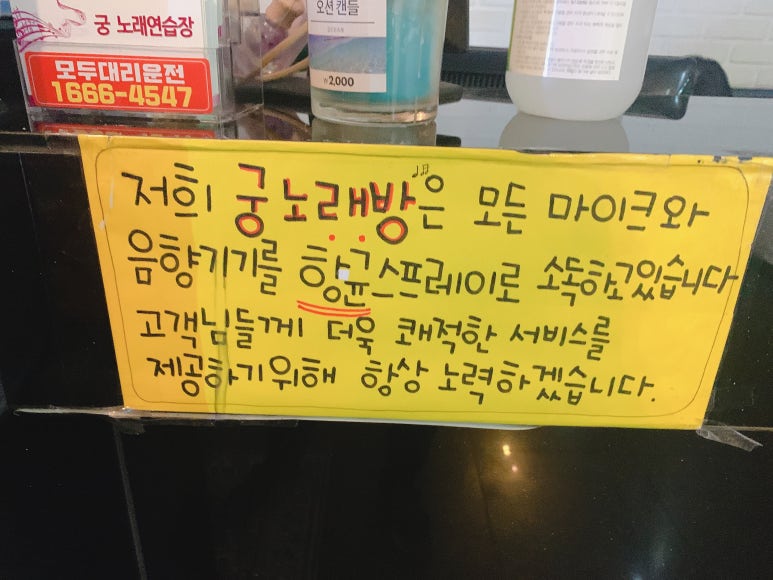 궁 노래연습장
모두대리운전
1666-4547
오션 캔들
OCEAN
₩2,000
저희 궁노래방은 모든 마이크와
음향기기를 항균스프레이로 소독하고있습니다
고객님들께 더욱 쾌적한 서비스를
제공하기위해 항상 노력하겠습니다.